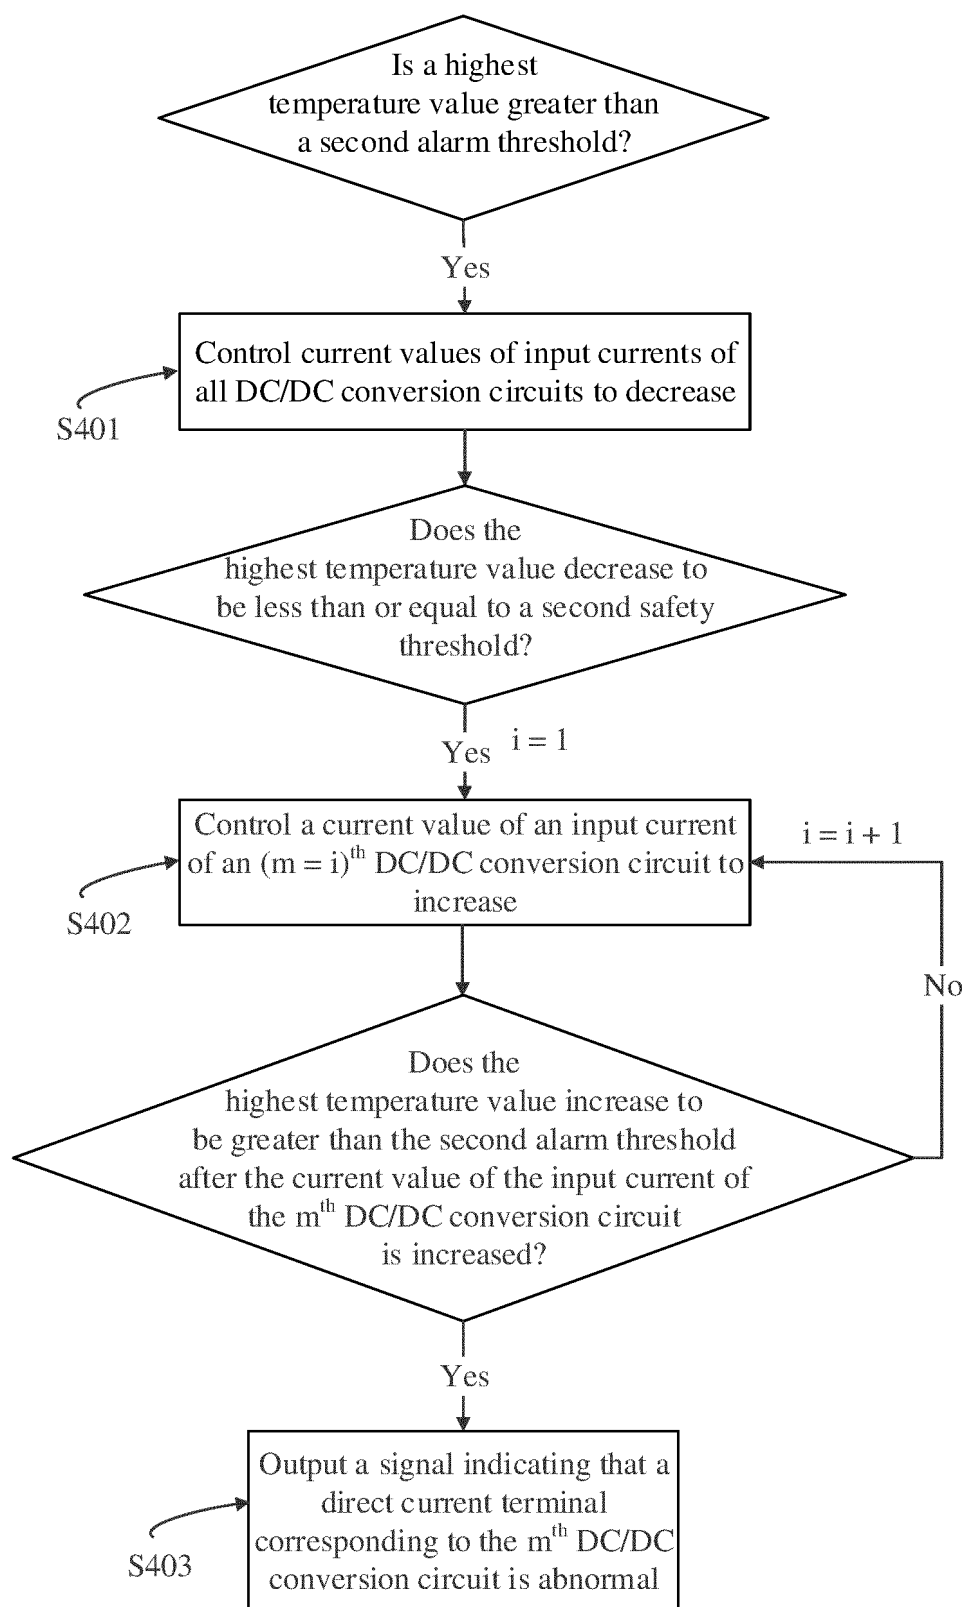 Is a highest
temperature value greater than
a second alarm threshold?
Yes
Control current values of input currents of
all DC/DC conversion circuits to decrease
S401
Does the
highest temperature value decrease to
be less than or equal to a second safety
threshold?
Yes
i = 1
Control a current value of an input current
of an (m = i)th DC/DC conversion circuit to
increase
i = i + 1
S402
No
Does the
highest temperature value increase to
be greater than the second alarm threshold
after the current value of the input current of
the mth DC/DC conversion circuit
is increased?
Yes
Output a signal indicating that a
direct current terminal
corresponding to the mth DC/DC
conversion circuit is abnormal
S403